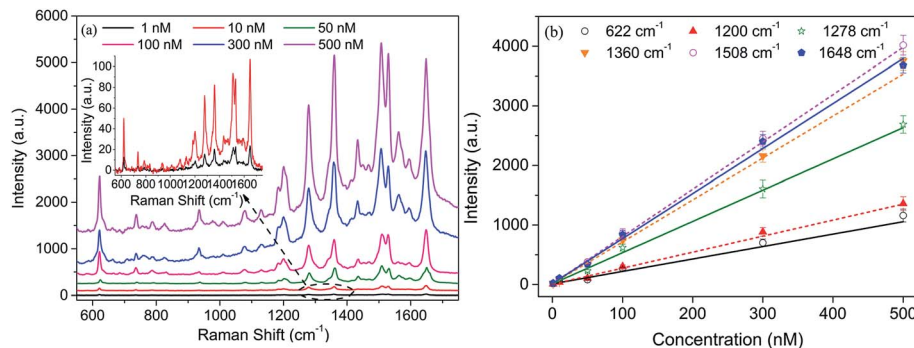 (a)
1 nM 10 nM 50 nM
100 nM 300 nM 500 nM
Intensity (a.u.)
6000
5000
4000
3000
2000
1000
0
600 800 1000 1200 1400 1600
Raman Shift (cm-1)
Intensity (a.u.)
100
80
60
40
20
0
600 800 1000 1200 1400 1600
Raman Shift (cm-1)
(b)
622 cm-1 1200 cm-1 1278 cm-1
1360 cm-1 1508 cm-1 1648 cm-1
Intensity (a.u.)
4000
3000
2000
1000
0
0 100 200 300 400 500
Concentration (nM)